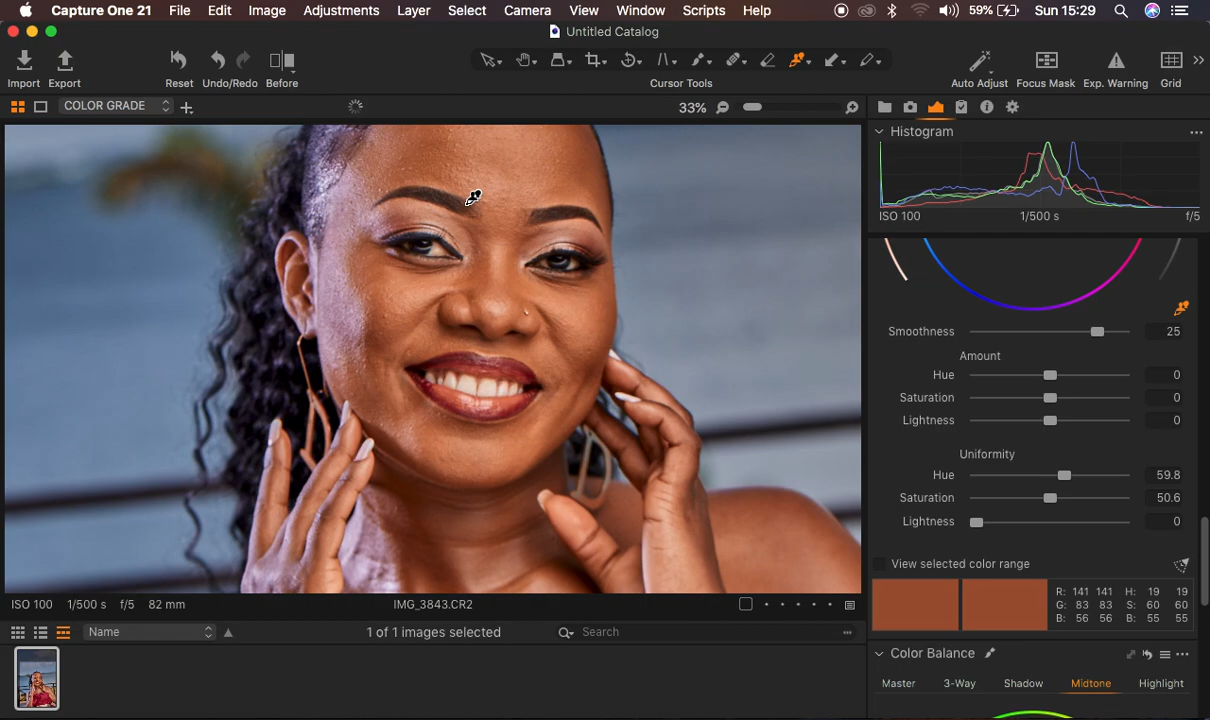 Capture One 21 File Edit Image Adjustments Layer Select Camera View Window Scripts Help 59% Sun 15:29
Untitled Catalog
Import Export Reset Undo/Redo Before Cursor Tools Auto Adjust Focus Mask Exp. Warning Grid
COLOR GRADE 33%
Histogram
ISO 100 1/500 s f/5
Smoothness 25
Amount
Hue 0
Saturation 0
Lightness 0
Uniformity
Hue 59.8
Saturation 50.6
Lightness 0
View selected color range
R: 141 141 H: 19 19
G: 83 83 S: 60 60
B: 56 56 B: 55 55
ISO 100 1/500 s f/5 82 mm IMG_3843.CR2
Name 1 of 1 images selected Search
Color Balance
Master 3-Way Shadow Midtone Highlight